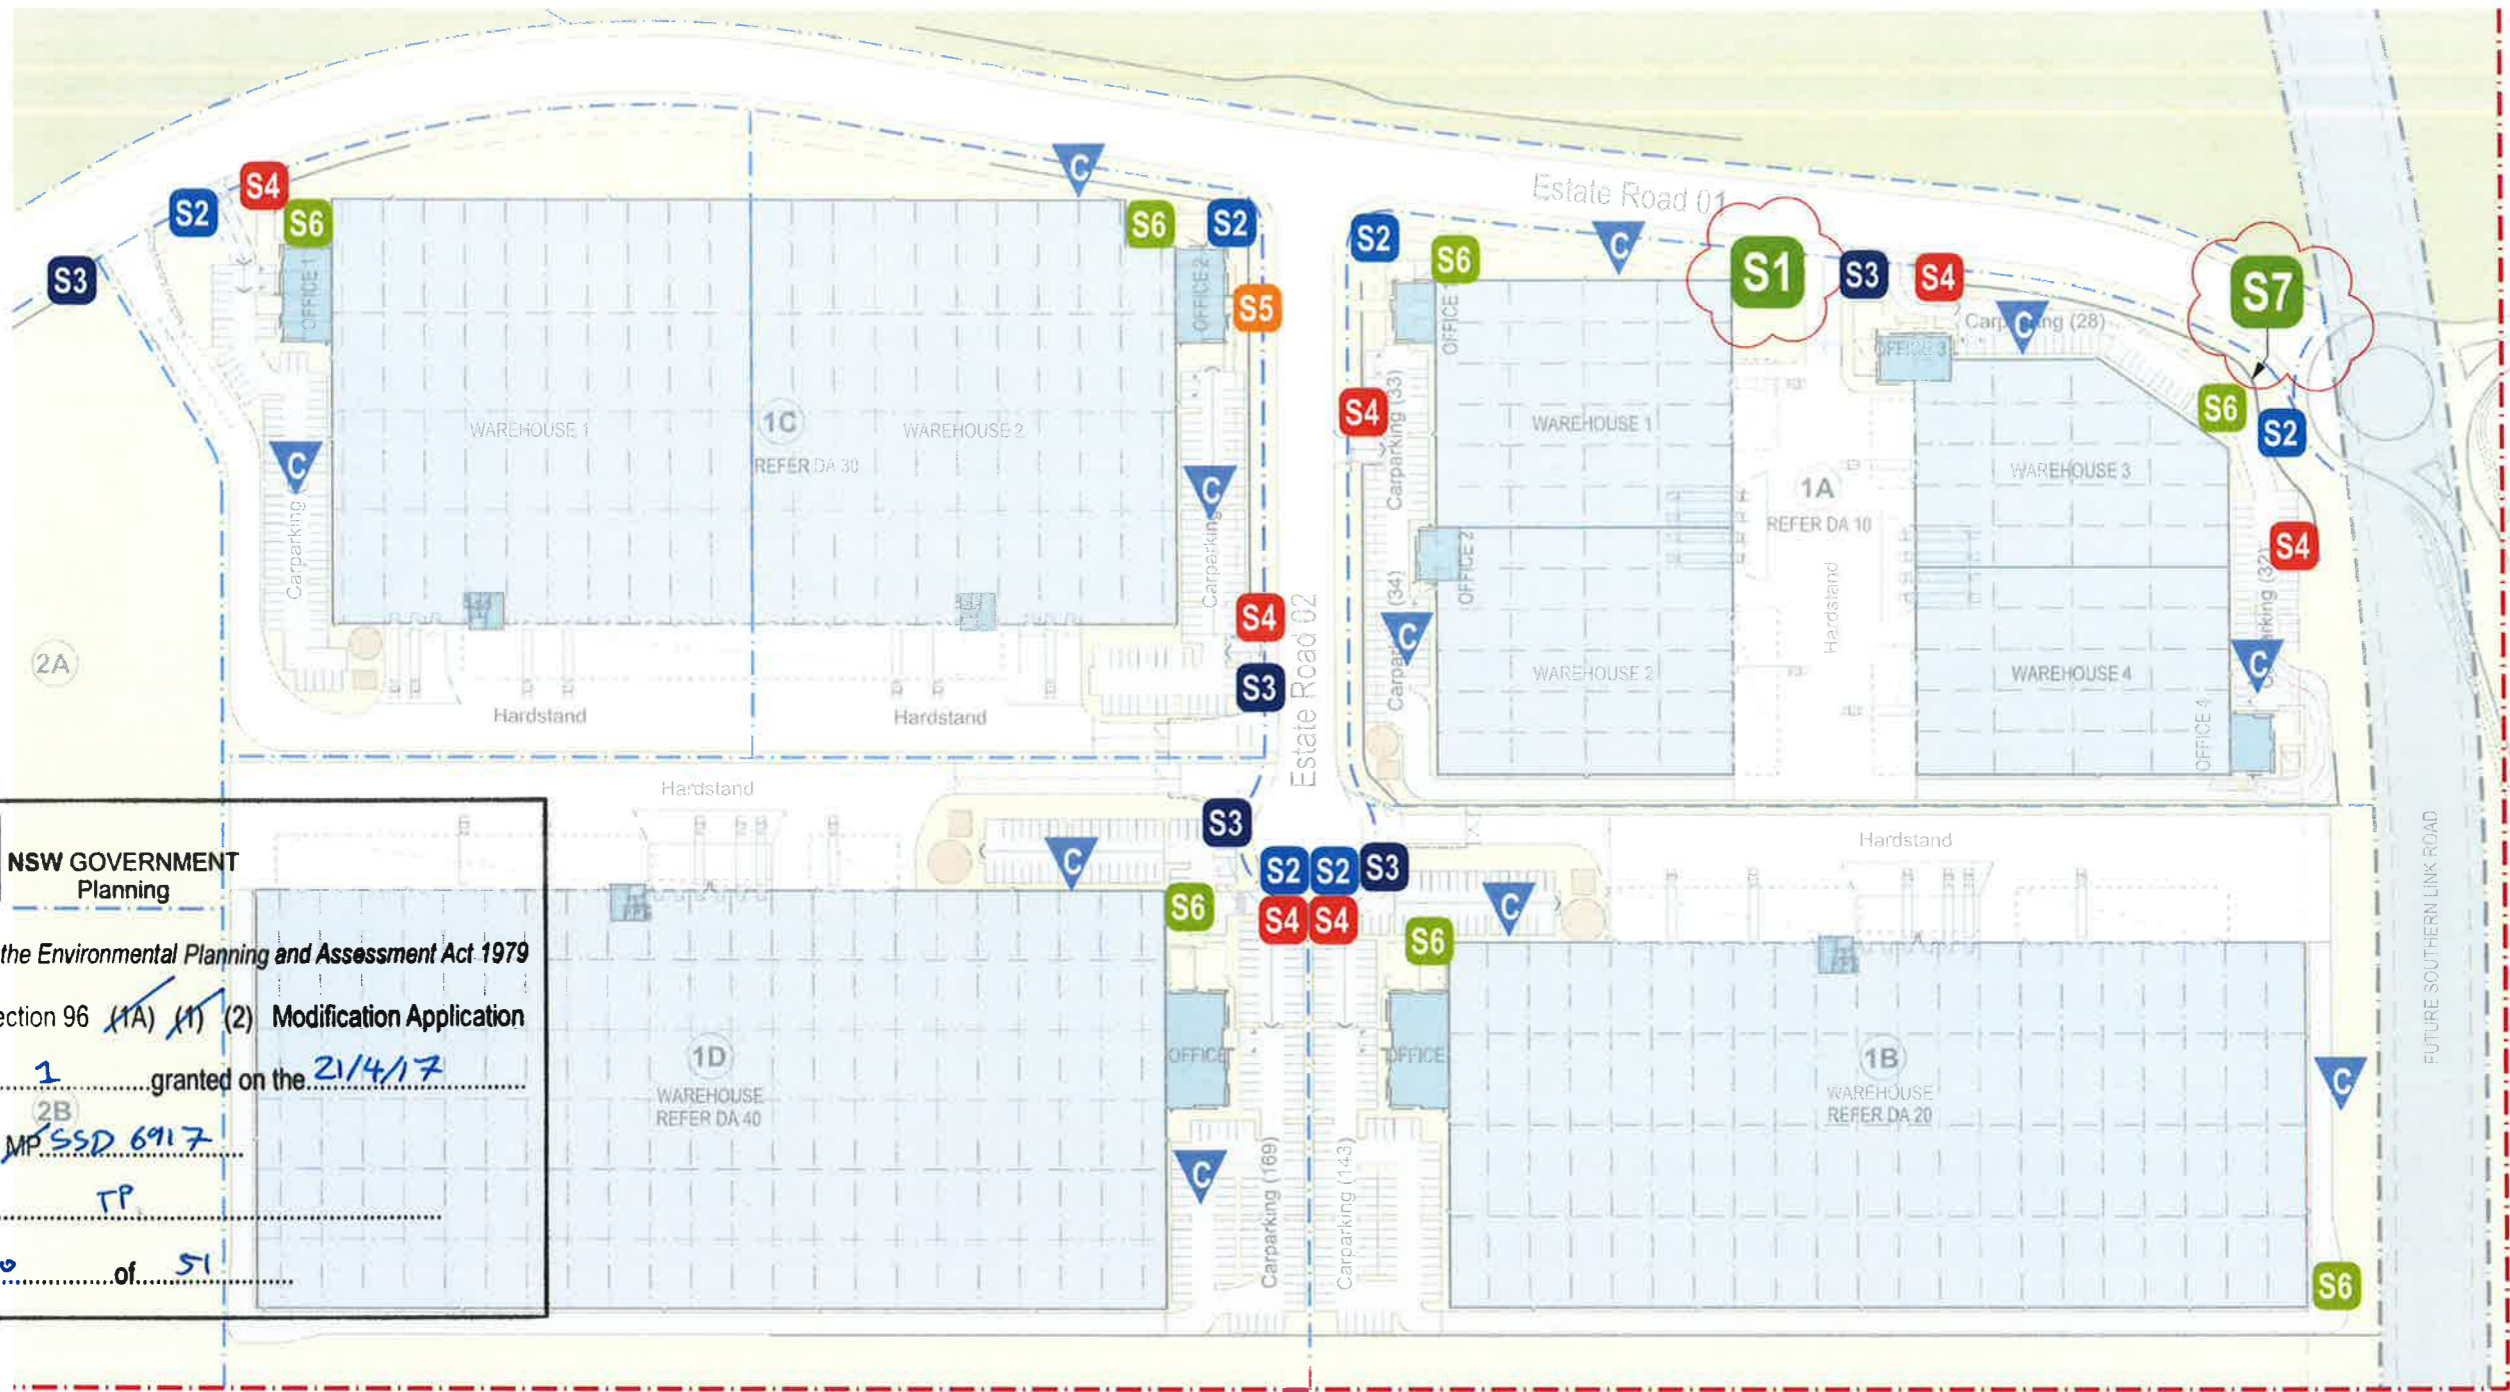 Estate Road 01
C
S4
S2
S6
S6
S2
S3
OFFICE 1
OFFICE 2
S5
WAREHOUSE 1
1C
WAREHOUSE 2
REFER DA 30
C
C
Carparking
Carparking
S4
S3
Hardstand
Hardstand
2A
Estate Road 02
S2
S6
C
S1
S3
S4
C
Carparking (28)
S7
OFFICE 1
OFFICE 3
S4
Carparking (33)
WAREHOUSE 1
S6
S2
1A
REFER DA 10
WAREHOUSE 3
OFFICE 2
Carparking (34)
C
Hardstand
S4
Carparking (32)
C
WAREHOUSE 2
WAREHOUSE 4
OFFICE 4
Hardstand
S3
C
S2
S2
S3
S4
S4
S6
C
S6
Hardstand
FUTURE SOUTHERN LINK ROAD
OFFICE
OFFICE
1D
WAREHOUSE
REFER DA 40
1B
WAREHOUSE
REFER DA 20
C
C
Carparking (169)
Carparking (143)
S6
NSW GOVERNMENT
Planning
the Environmental Planning and Assessment Act 1979
ection 96 (1A) (1) (2) Modification Application
1 granted on the 21/4/17
2B
MP SSD 6917
TP
of 51